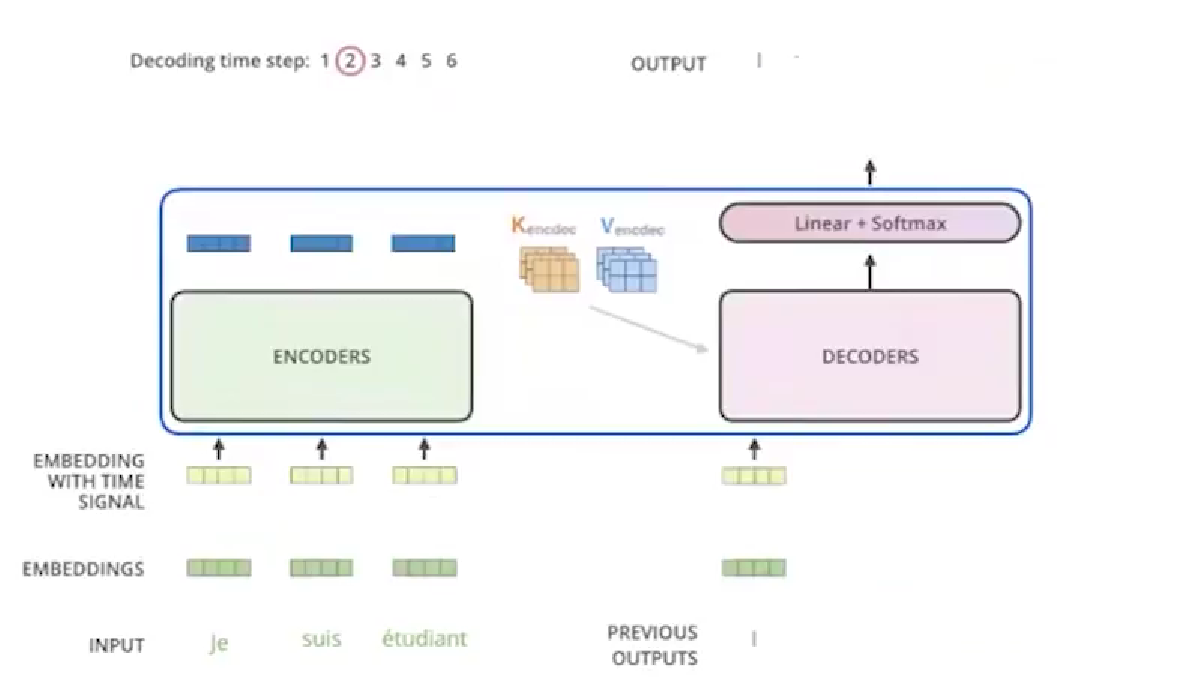 Decoding time step: 1 2 3 4 5 6
OUTPUT I
Kencdec Vencdec
Linear + Softmax
ENCODERS
DECODERS
EMBEDDING
WITH TIME
SIGNAL
EMBEDDINGS
INPUT Je suis étudiant
PREVIOUS
OUTPUTS
I